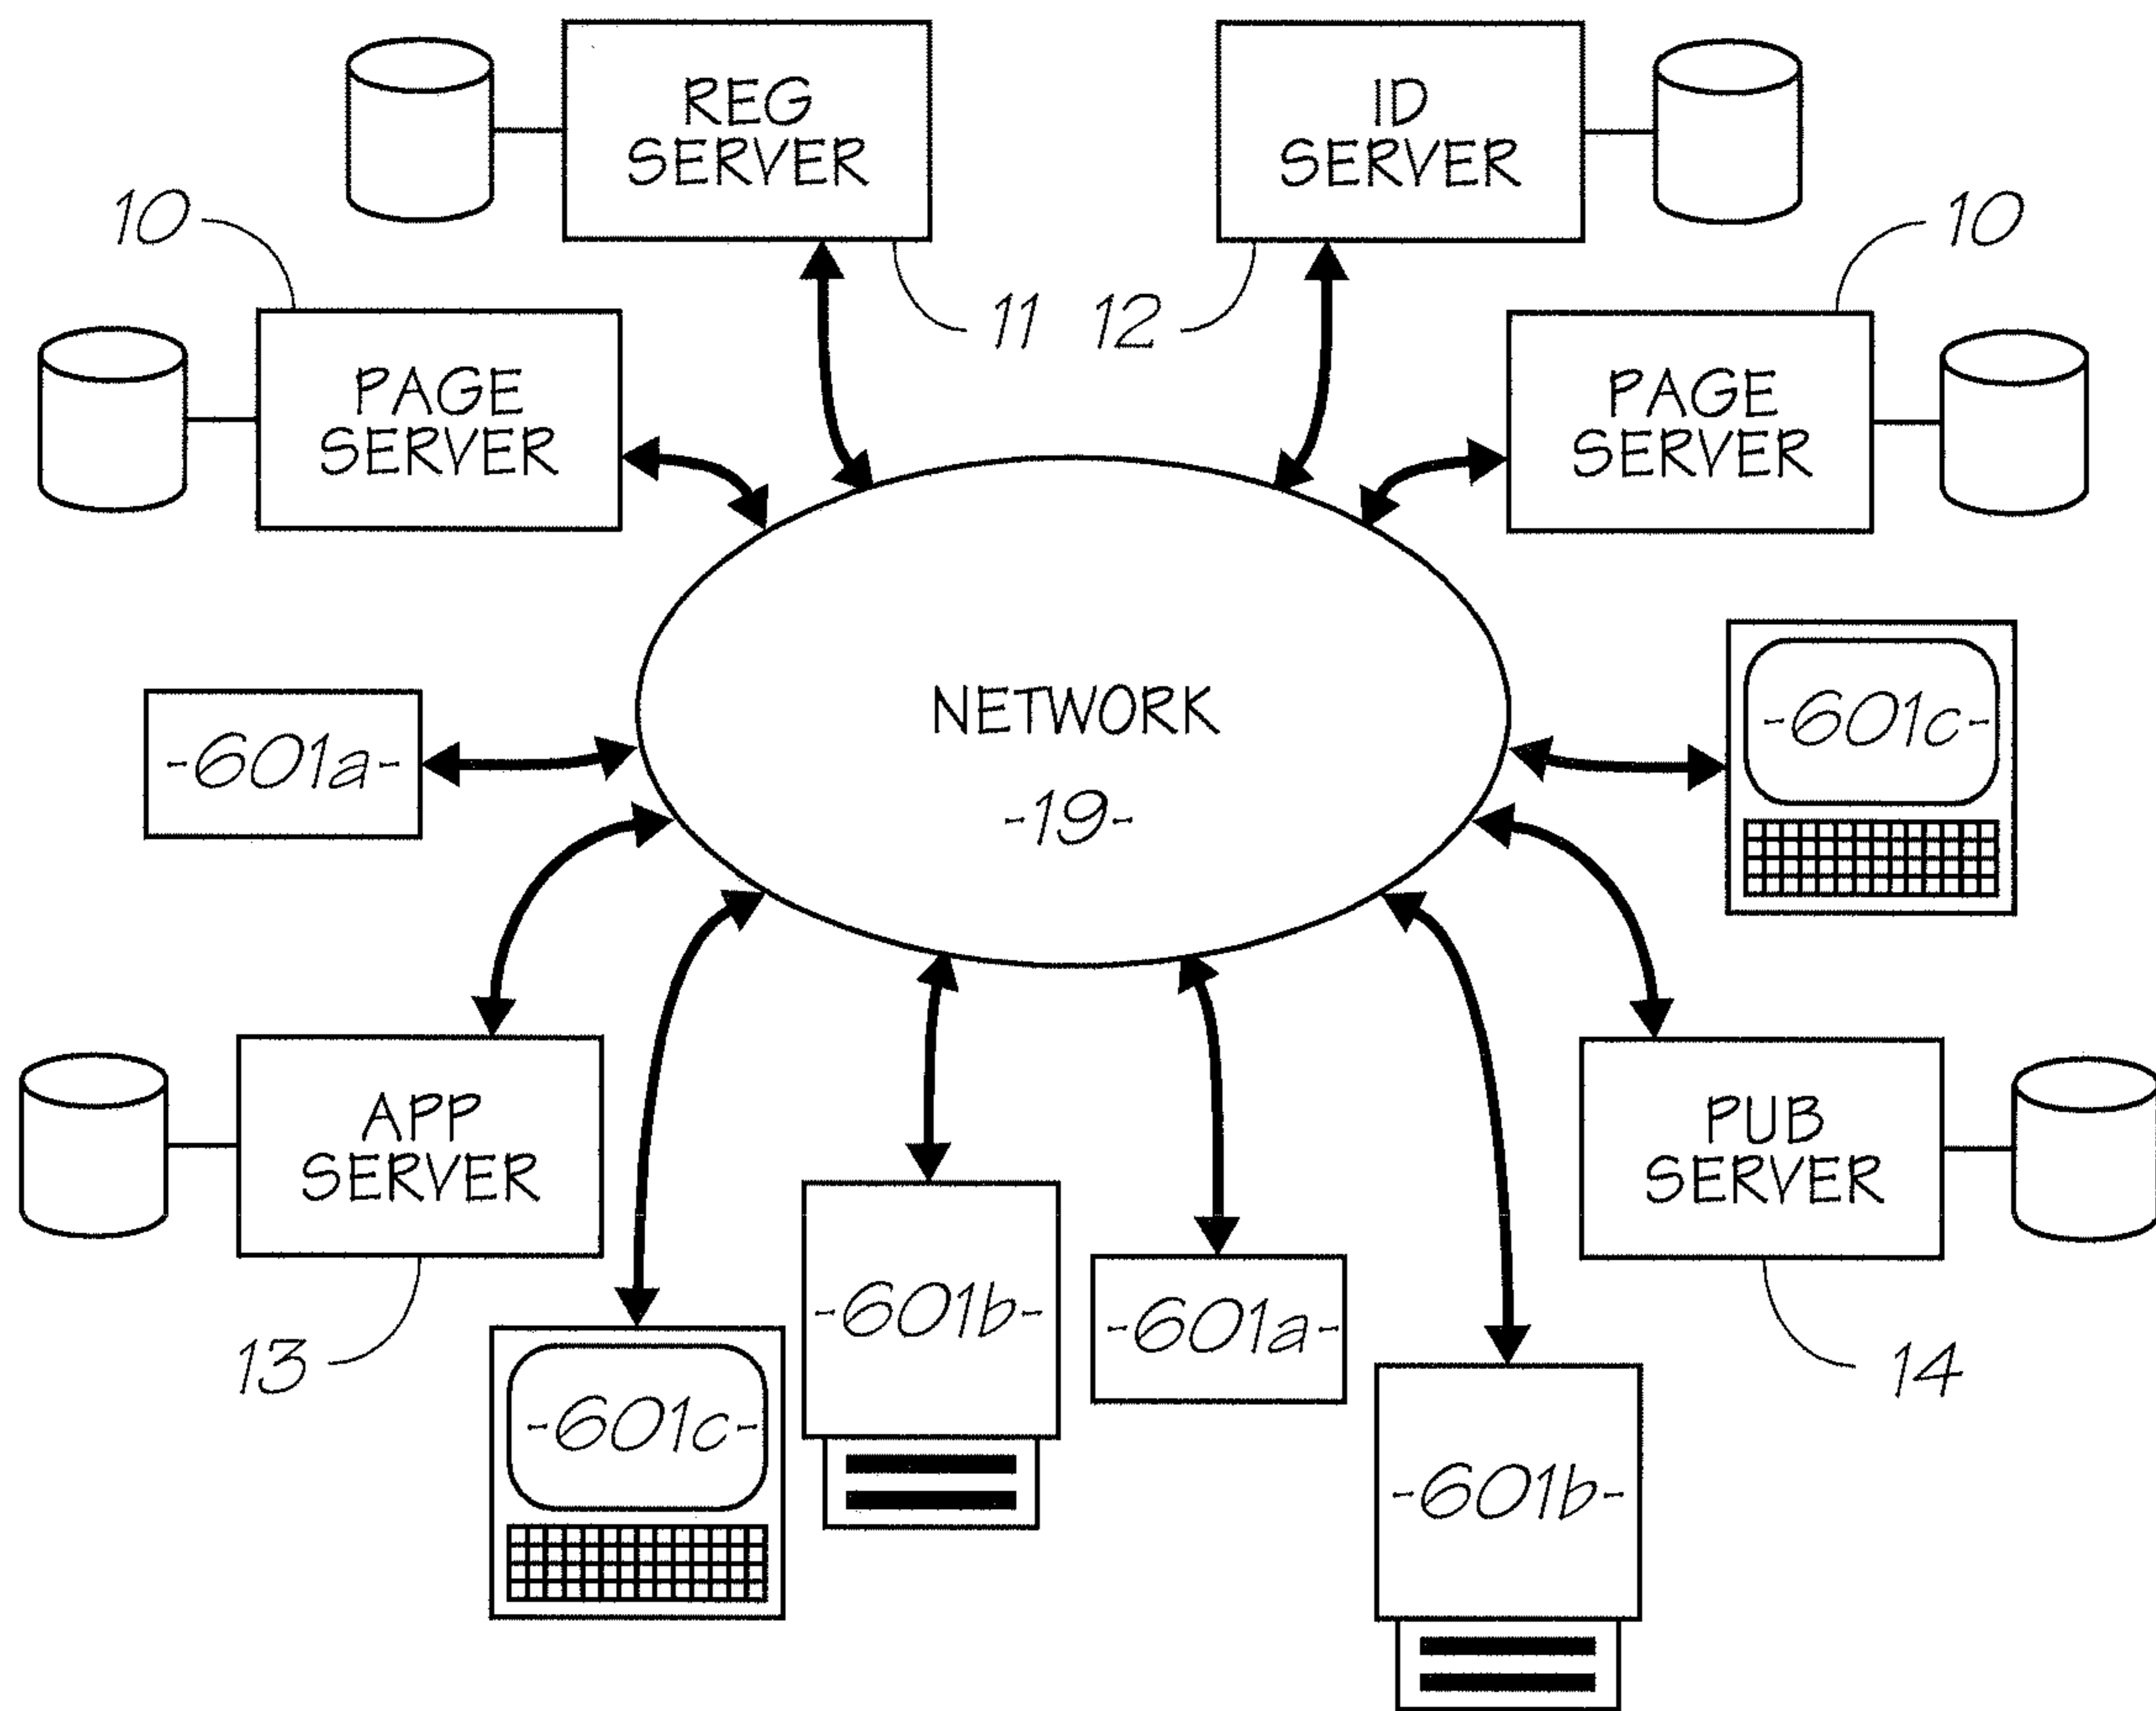 REG
SERVER
ID
SERVER
10
10
11
12
PAGE
SERVER
PAGE
SERVER
NETWORK
-19-
-601a-
-601c-
APP
SERVER
PUB
SERVER
-601b-
-601a-
13
14
-601c-
-601b-